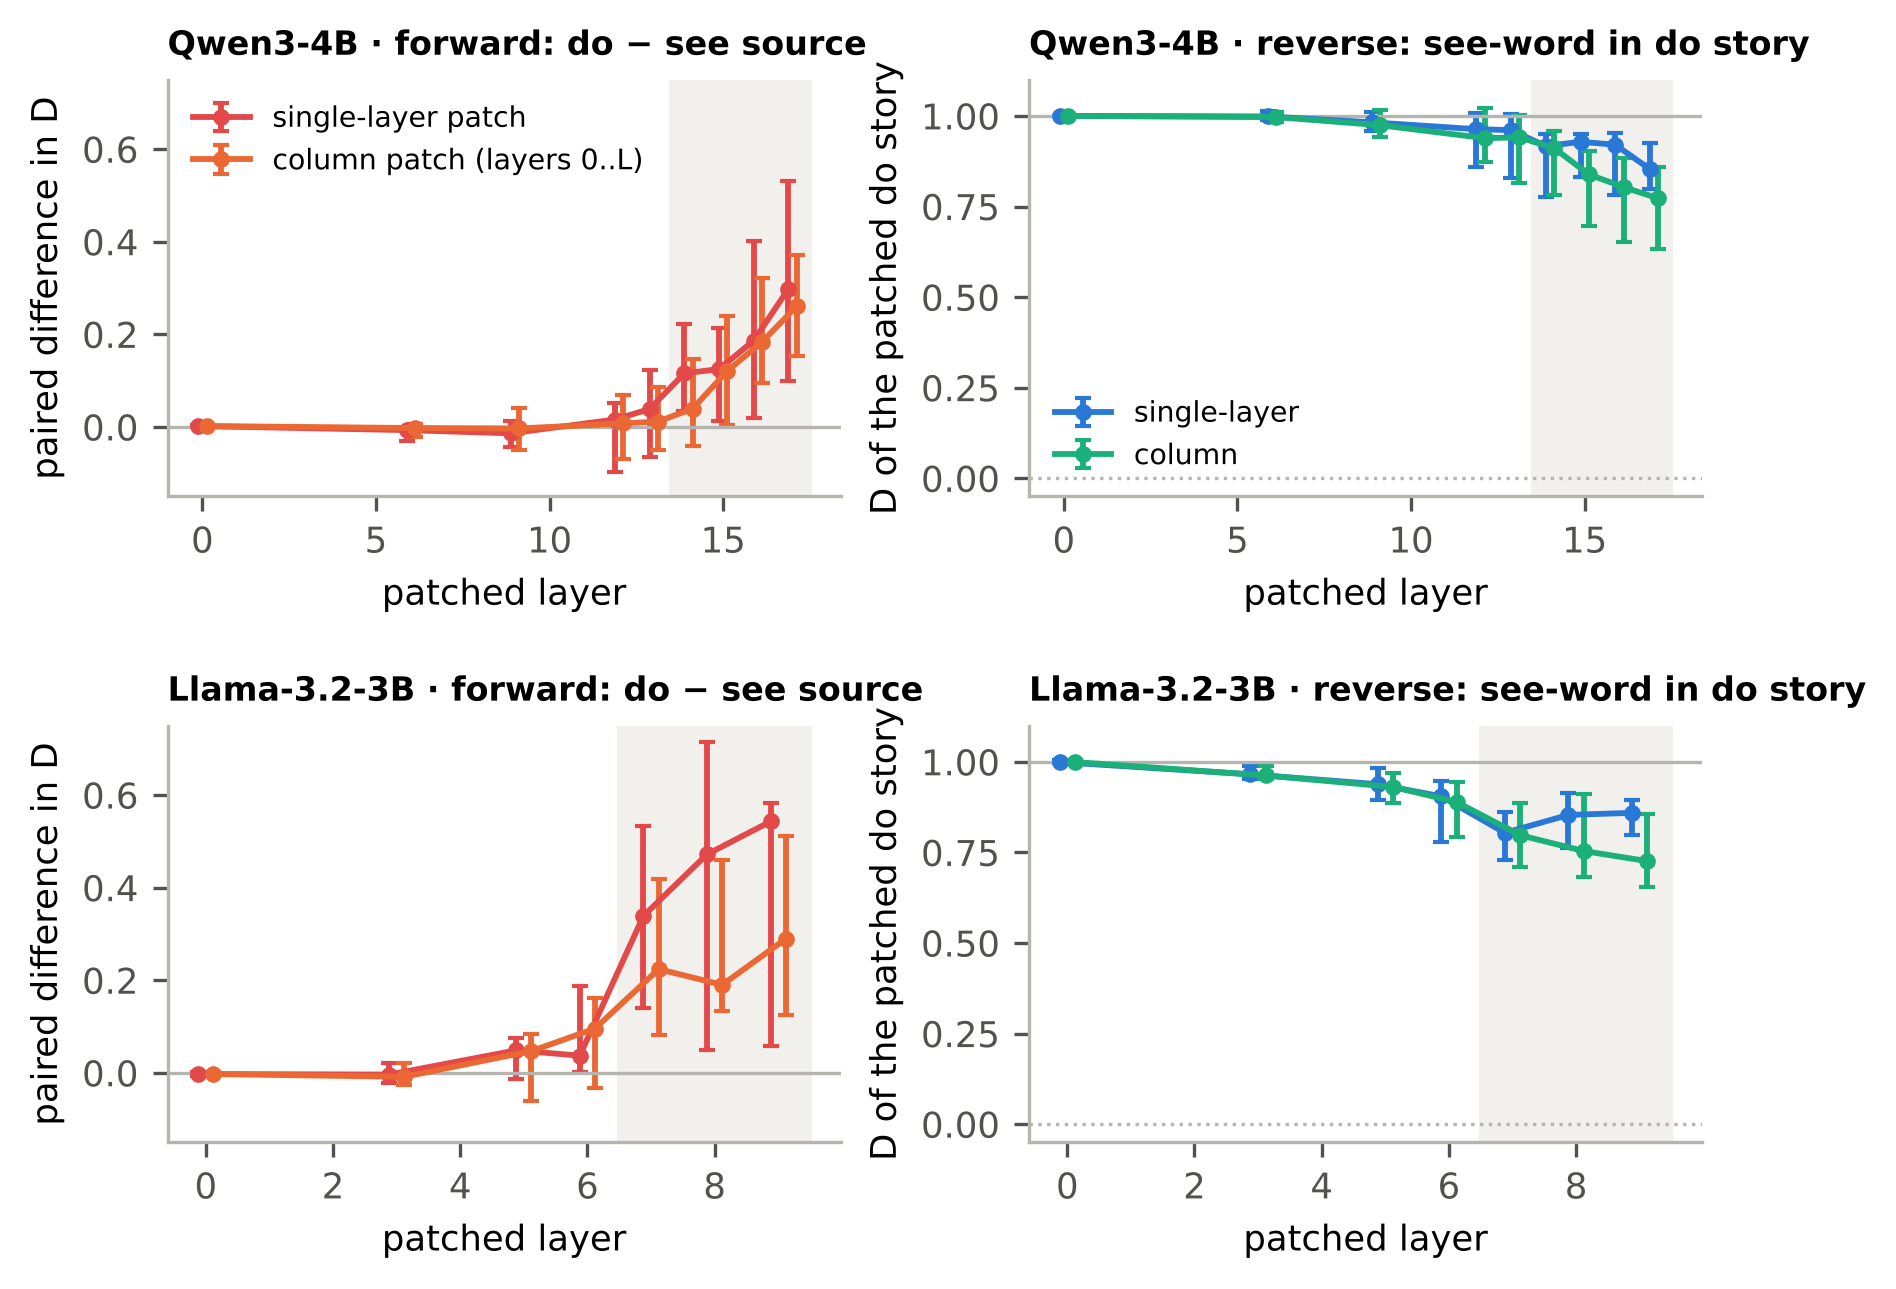 Qwen3-4B · forward: do − see source
paired difference in D
0.6
0.4
0.2
0.0
single-layer patch
column patch (layers 0..L)
0 5 10 15
patched layer
Qwen3-4B · reverse: see-word in do story
D of the patched do story
1.00
0.75
0.50
0.25
0.00
single-layer
column
0 5 10 15
patched layer
Llama-3.2-3B · forward: do − see source
paired difference in D
0.6
0.4
0.2
0.0
0 2 4 6 8
patched layer
Llama-3.2-3B · reverse: see-word in do story
D of the patched do story
1.00
0.75
0.50
0.25
0.00
0 2 4 6 8
patched layer